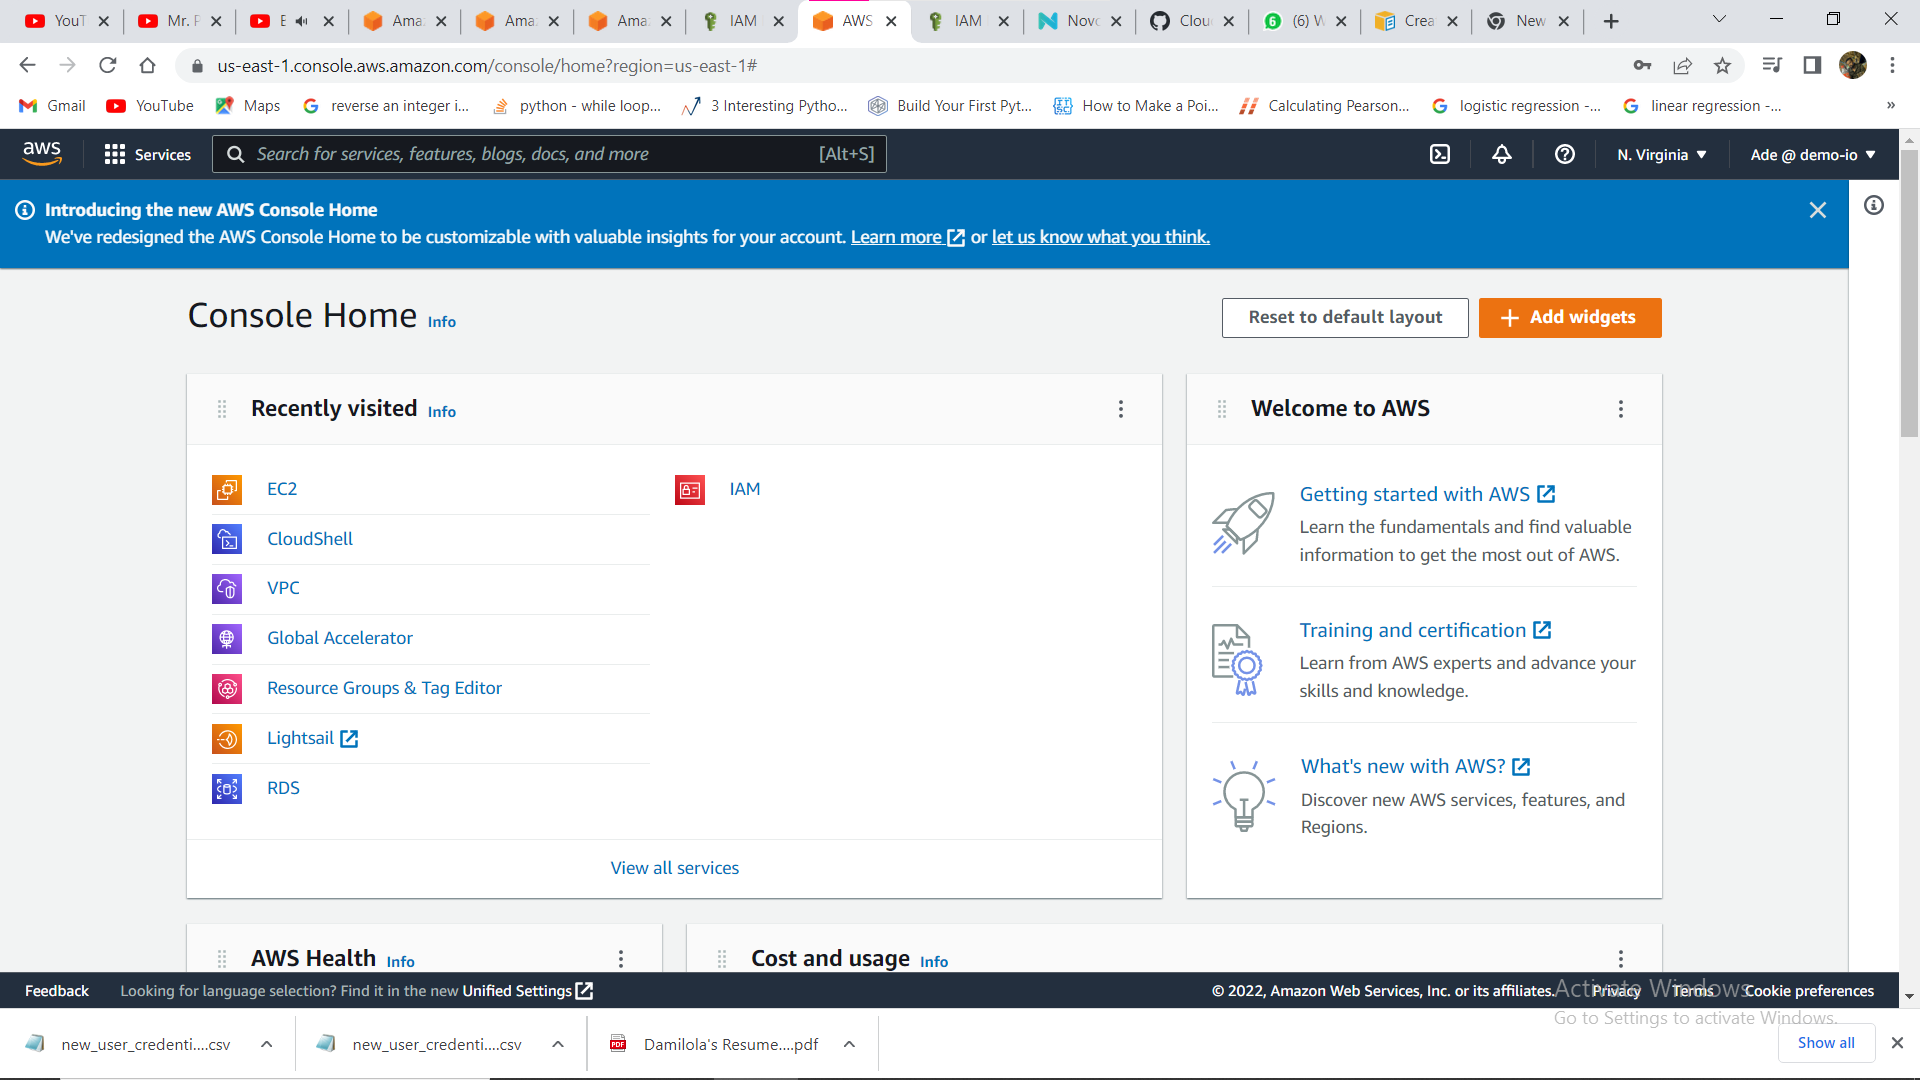 YouT
Mr. P
E
Ama
Ama
Ama
IAM
AWS
IAM
Novo
Clou
(6) W
Crea
New
us-east-1.console.aws.amazon.com/console/home?region=us-east-1#
Gmail
YouTube
Maps
reverse an integer i...
python - while loop...
3 Interesting Pytho...
Build Your First Pyt...
How to Make a Poi...
Calculating Pearson...
logistic regression -...
linear regression -...
»
aws
Services
Search for services, features, blogs, docs, and more
[Alt+S]
N. Virginia
Ade @ demo-io
Introducing the new AWS Console Home
We've redesigned the AWS Console Home to be customizable with valuable insights for your account. Learn more or let us know what you think.
Console Home Info
Reset to default layout
+ Add widgets
Recently visited Info
EC2
CloudShell
VPC
Global Accelerator
Resource Groups & Tag Editor
Lightsail
RDS
IAM
View all services
Welcome to AWS
Getting started with AWS
Learn the fundamentals and find valuable
information to get the most out of AWS.
Training and certification
Learn from AWS experts and advance your
skills and knowledge.
What's new with AWS?
Discover new AWS services, features, and
Regions.
AWS Health Info
Cost and usage Info
Feedback
Looking for language selection? Find it in the new Unified Settings
© 2022, Amazon Web Services, Inc. or its affiliates.
Privacy
Terms
Cookie preferences
Activate Windows
Go to Settings to activate Windows.
new_user_credenti....csv
new_user_credenti....csv
PDF
Damilola's Resume....pdf
Show all